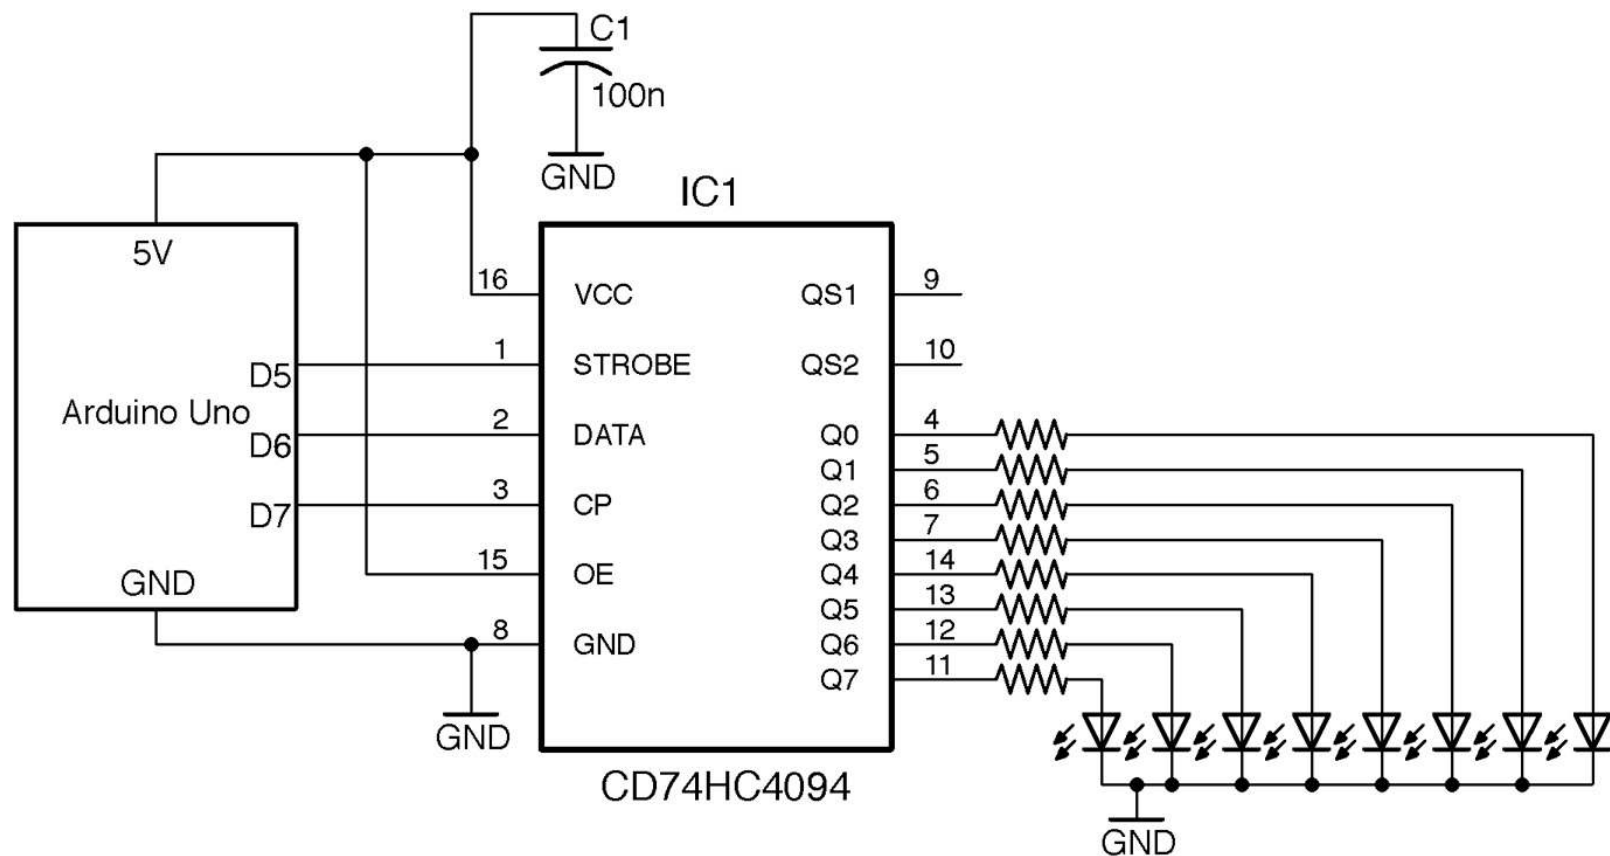 C1
100n
GND
IC1
5V
Arduino Uno
D5
D6
D7
GND
GND
16
1
2
3
15
8
VCC
STROBE
DATA
CP
OE
GND
QS1
QS2
Q0
Q1
Q2
Q3
Q4
Q5
Q6
Q7
9
10
4
5
6
7
14
13
12
11
CD74HC4094
GND